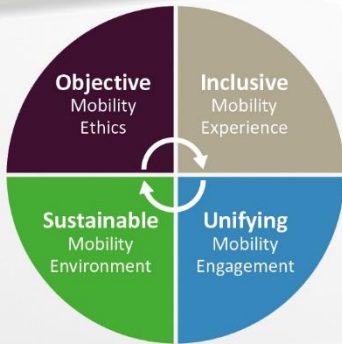 Objective
Mobility
Ethics
Inclusive
Mobility
Experience
Sustainable
Mobility
Environment
Unifying
Mobility
Engagement